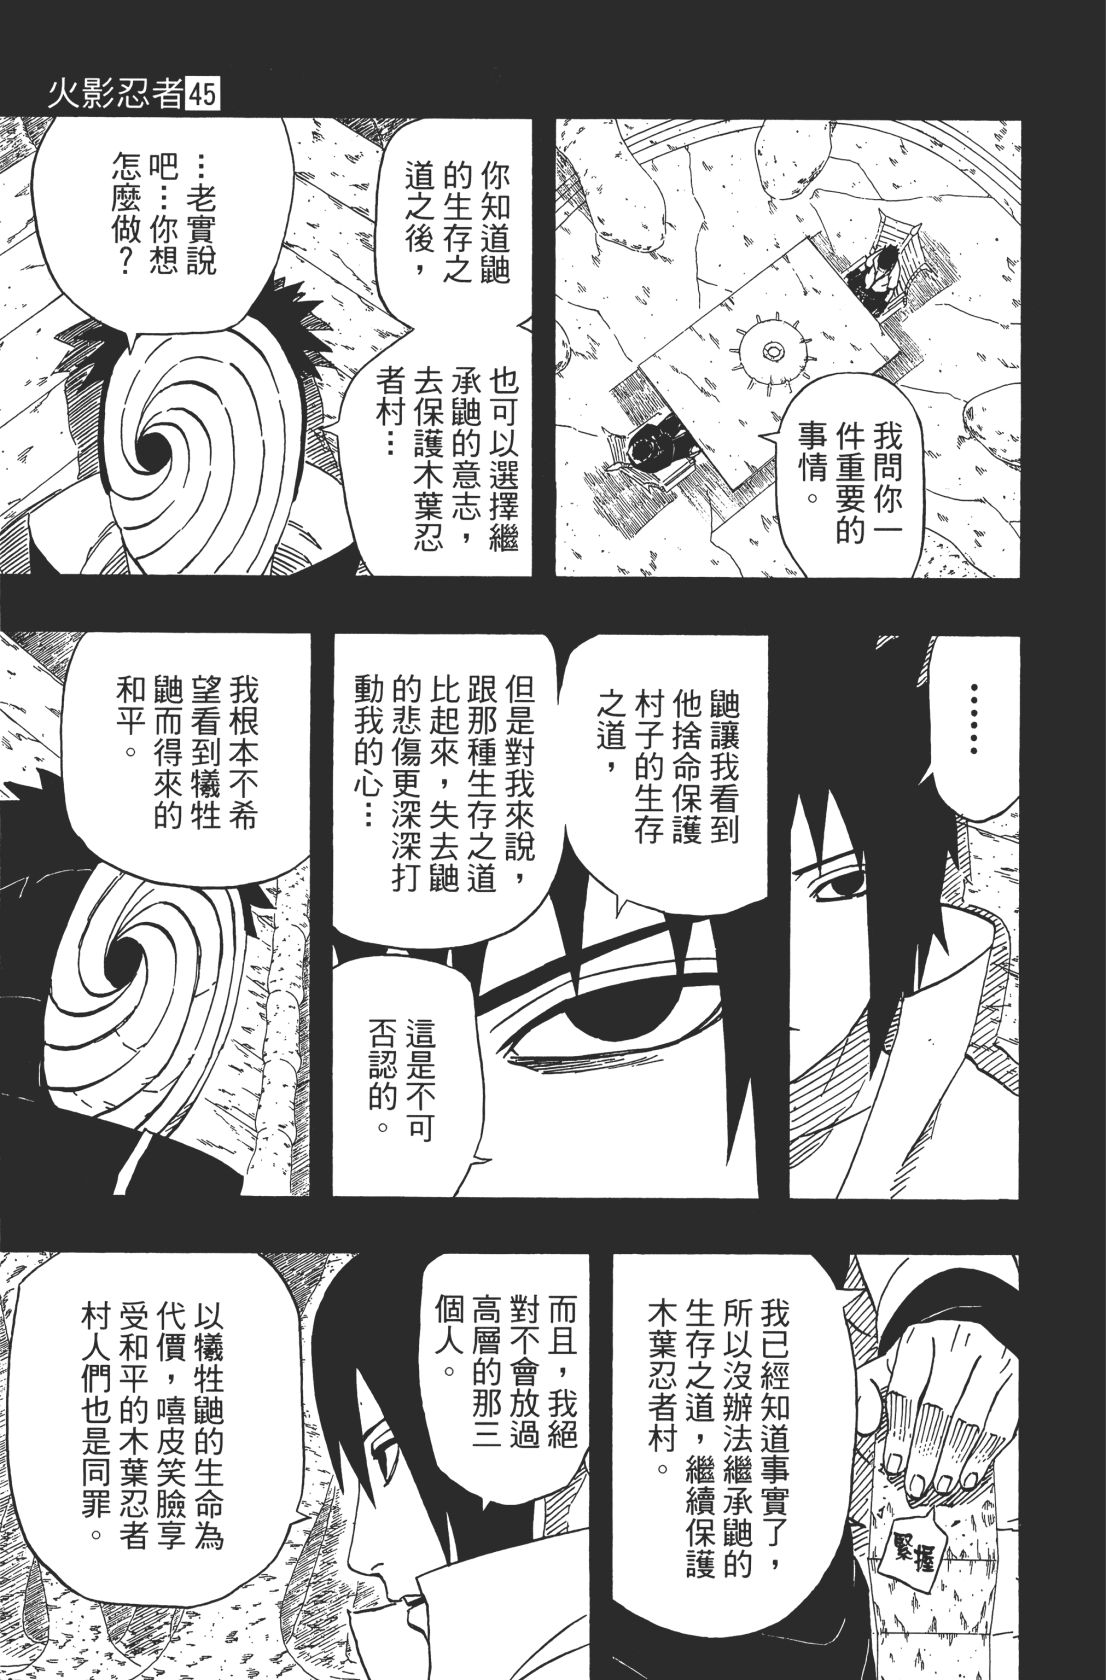 火影忍者45
我問你一
件重要的
事情。
你知道鼬
的生存之
道之後，
也可以選擇繼
承鼬的意志，
去保護木葉忍
者村…
…老實說
吧…你想
怎麼做？
………
鼬讓我看到
他捨命保護
村子的生存
之道，
但是對我來說，
跟那種生存之道
比起來，失去鼬
的悲傷更深深打
動我的心…
這是不可
否認的。
我根本不希
望看到犧牲
鼬而得來的
和平。
緊握
我已經知道事實了，
所以沒辦法繼承鼬的
生存之道，繼續保護
木葉忍者村。
而且，我絕
對不會放過
高層的那三
個人。
以犧牲鼬的生命為
代價，嘻皮笑臉享
受和平的木葉忍者
村人們也是同罪。